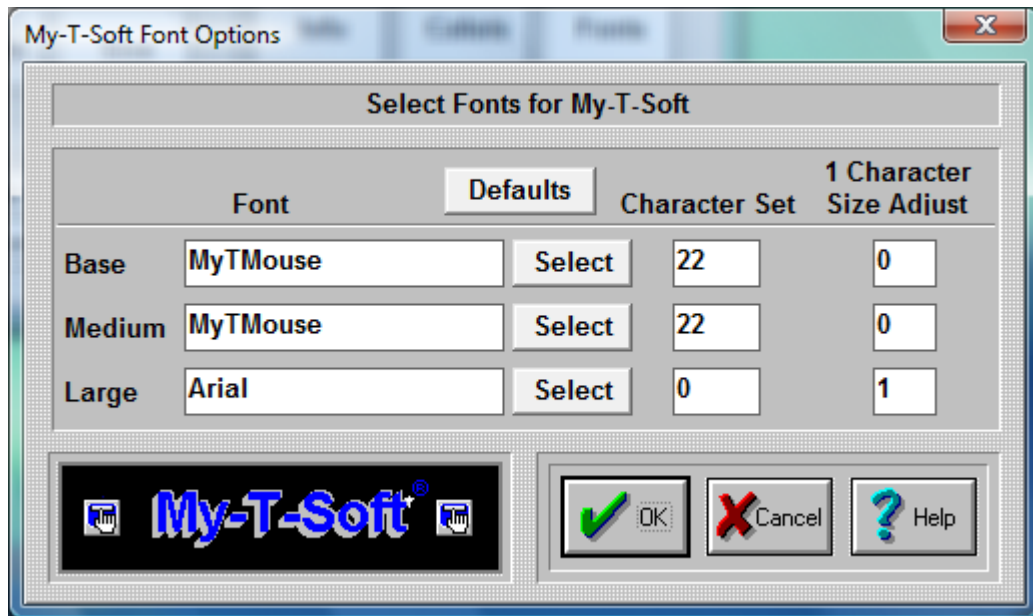 My-T-Soft Font Options
Select Fonts for My-T-Soft
Font Defaults Character Set 1 Character Size Adjust
Base MyTMouse Select 22 0
Medium MyTMouse Select 22 0
Large Arial Select 0 1
My-T-Soft®
OK Cancel Help